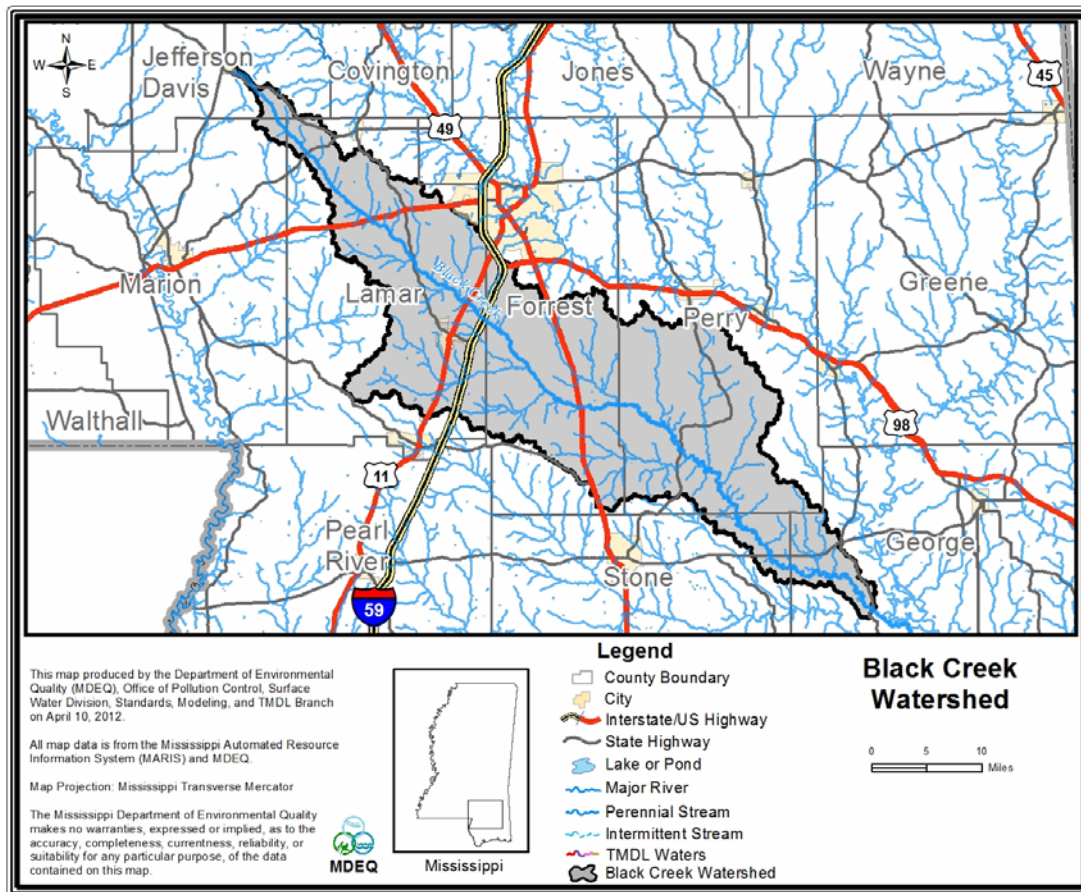 N
W E
S
Jefferson
Davis
Covington
Jones
Wayne
45
49
Marion
Lamar
Black Creek
Forrest
Perry
Greene
Walthall
98
11
Pearl
River
George
Stone
59
This map produced by the Department of Environmental
Quality (MDEQ), Office of Pollution Control, Surface
Water Division, Standards, Modeling, and TMDL Branch
on April 10, 2012.
All map data is from the Mississippi Automated Resource
Information System (MARIS) and MDEQ.
Map Projection: Mississippi Transverse Mercator
The Mississippi Department of Environmental Quality
makes no warranties, expressed or implied, as to the
accuracy, completeness, currentness, reliability, or
suitability for any particular purpose, of the data
contained on this map.
MDEQ
Mississippi
Legend
County Boundary
City
Interstate/US Highway
State Highway
Lake or Pond
Major River
Perennial Stream
Intermittent Stream
TMDL Waters
Black Creek Watershed
Black Creek
Watershed
0 5 10
Miles